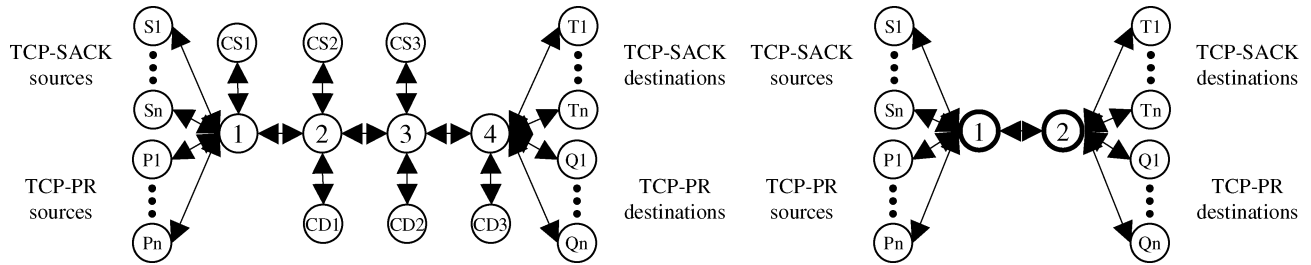 S1
CS1
CS2
CS3
T1
TCP-SACK
sources
TCP-SACK
destinations
Sn
Tn
1
2
3
4
P1
Q1
TCP-PR
sources
TCP-PR
destinations
CD1
CD2
CD3
Pn
Qn
S1
T1
TCP-SACK
sources
TCP-SACK
destinations
Sn
Tn
1
2
P1
Q1
TCP-PR
sources
TCP-PR
destinations
Pn
Qn